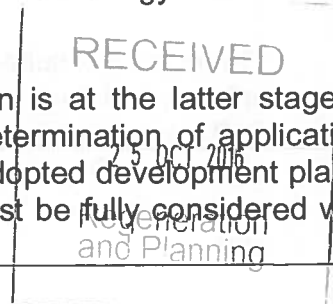 RECEIVED
n is at the latter stage
etermination of applicati
25 OCT 2016
dopted development pla
st be fully considered v
Regeneration
and Planning